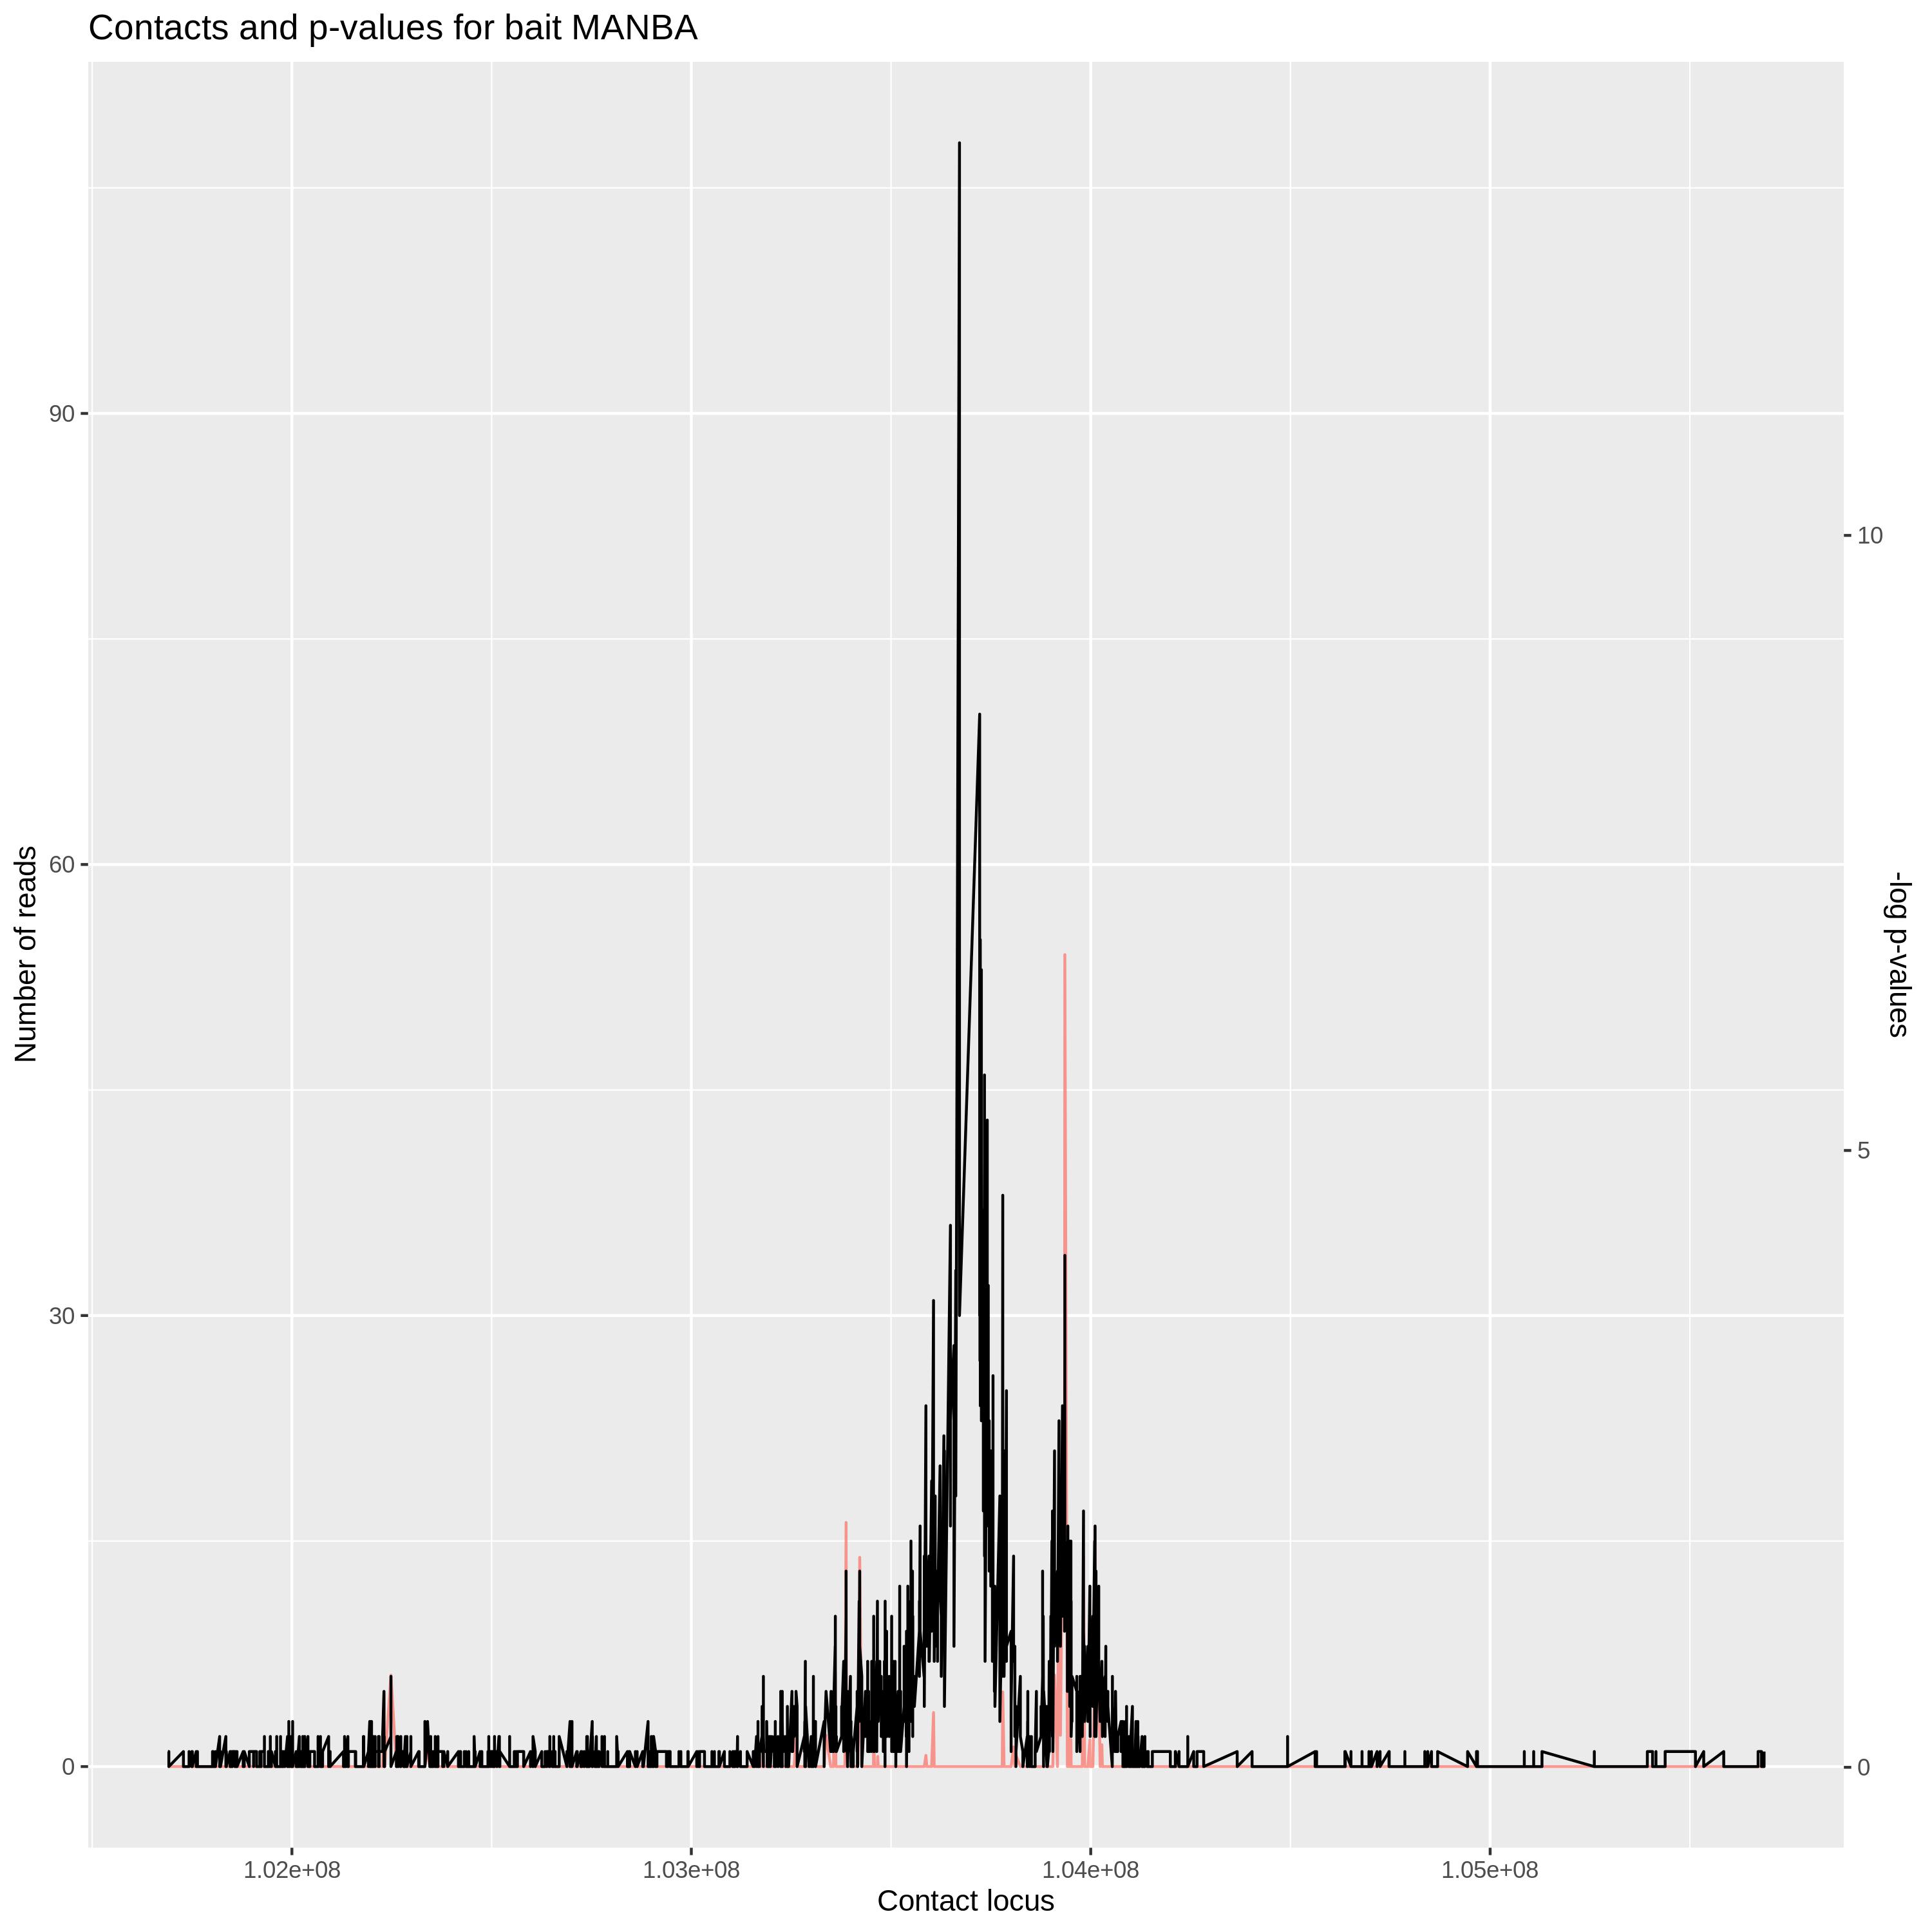 Contacts and p-values for bait MANBA
90
60
30
0
Number of reads
10
5
0
-log p-values
1.02e+08
1.03e+08
1.04e+08
1.05e+08
Contact locus